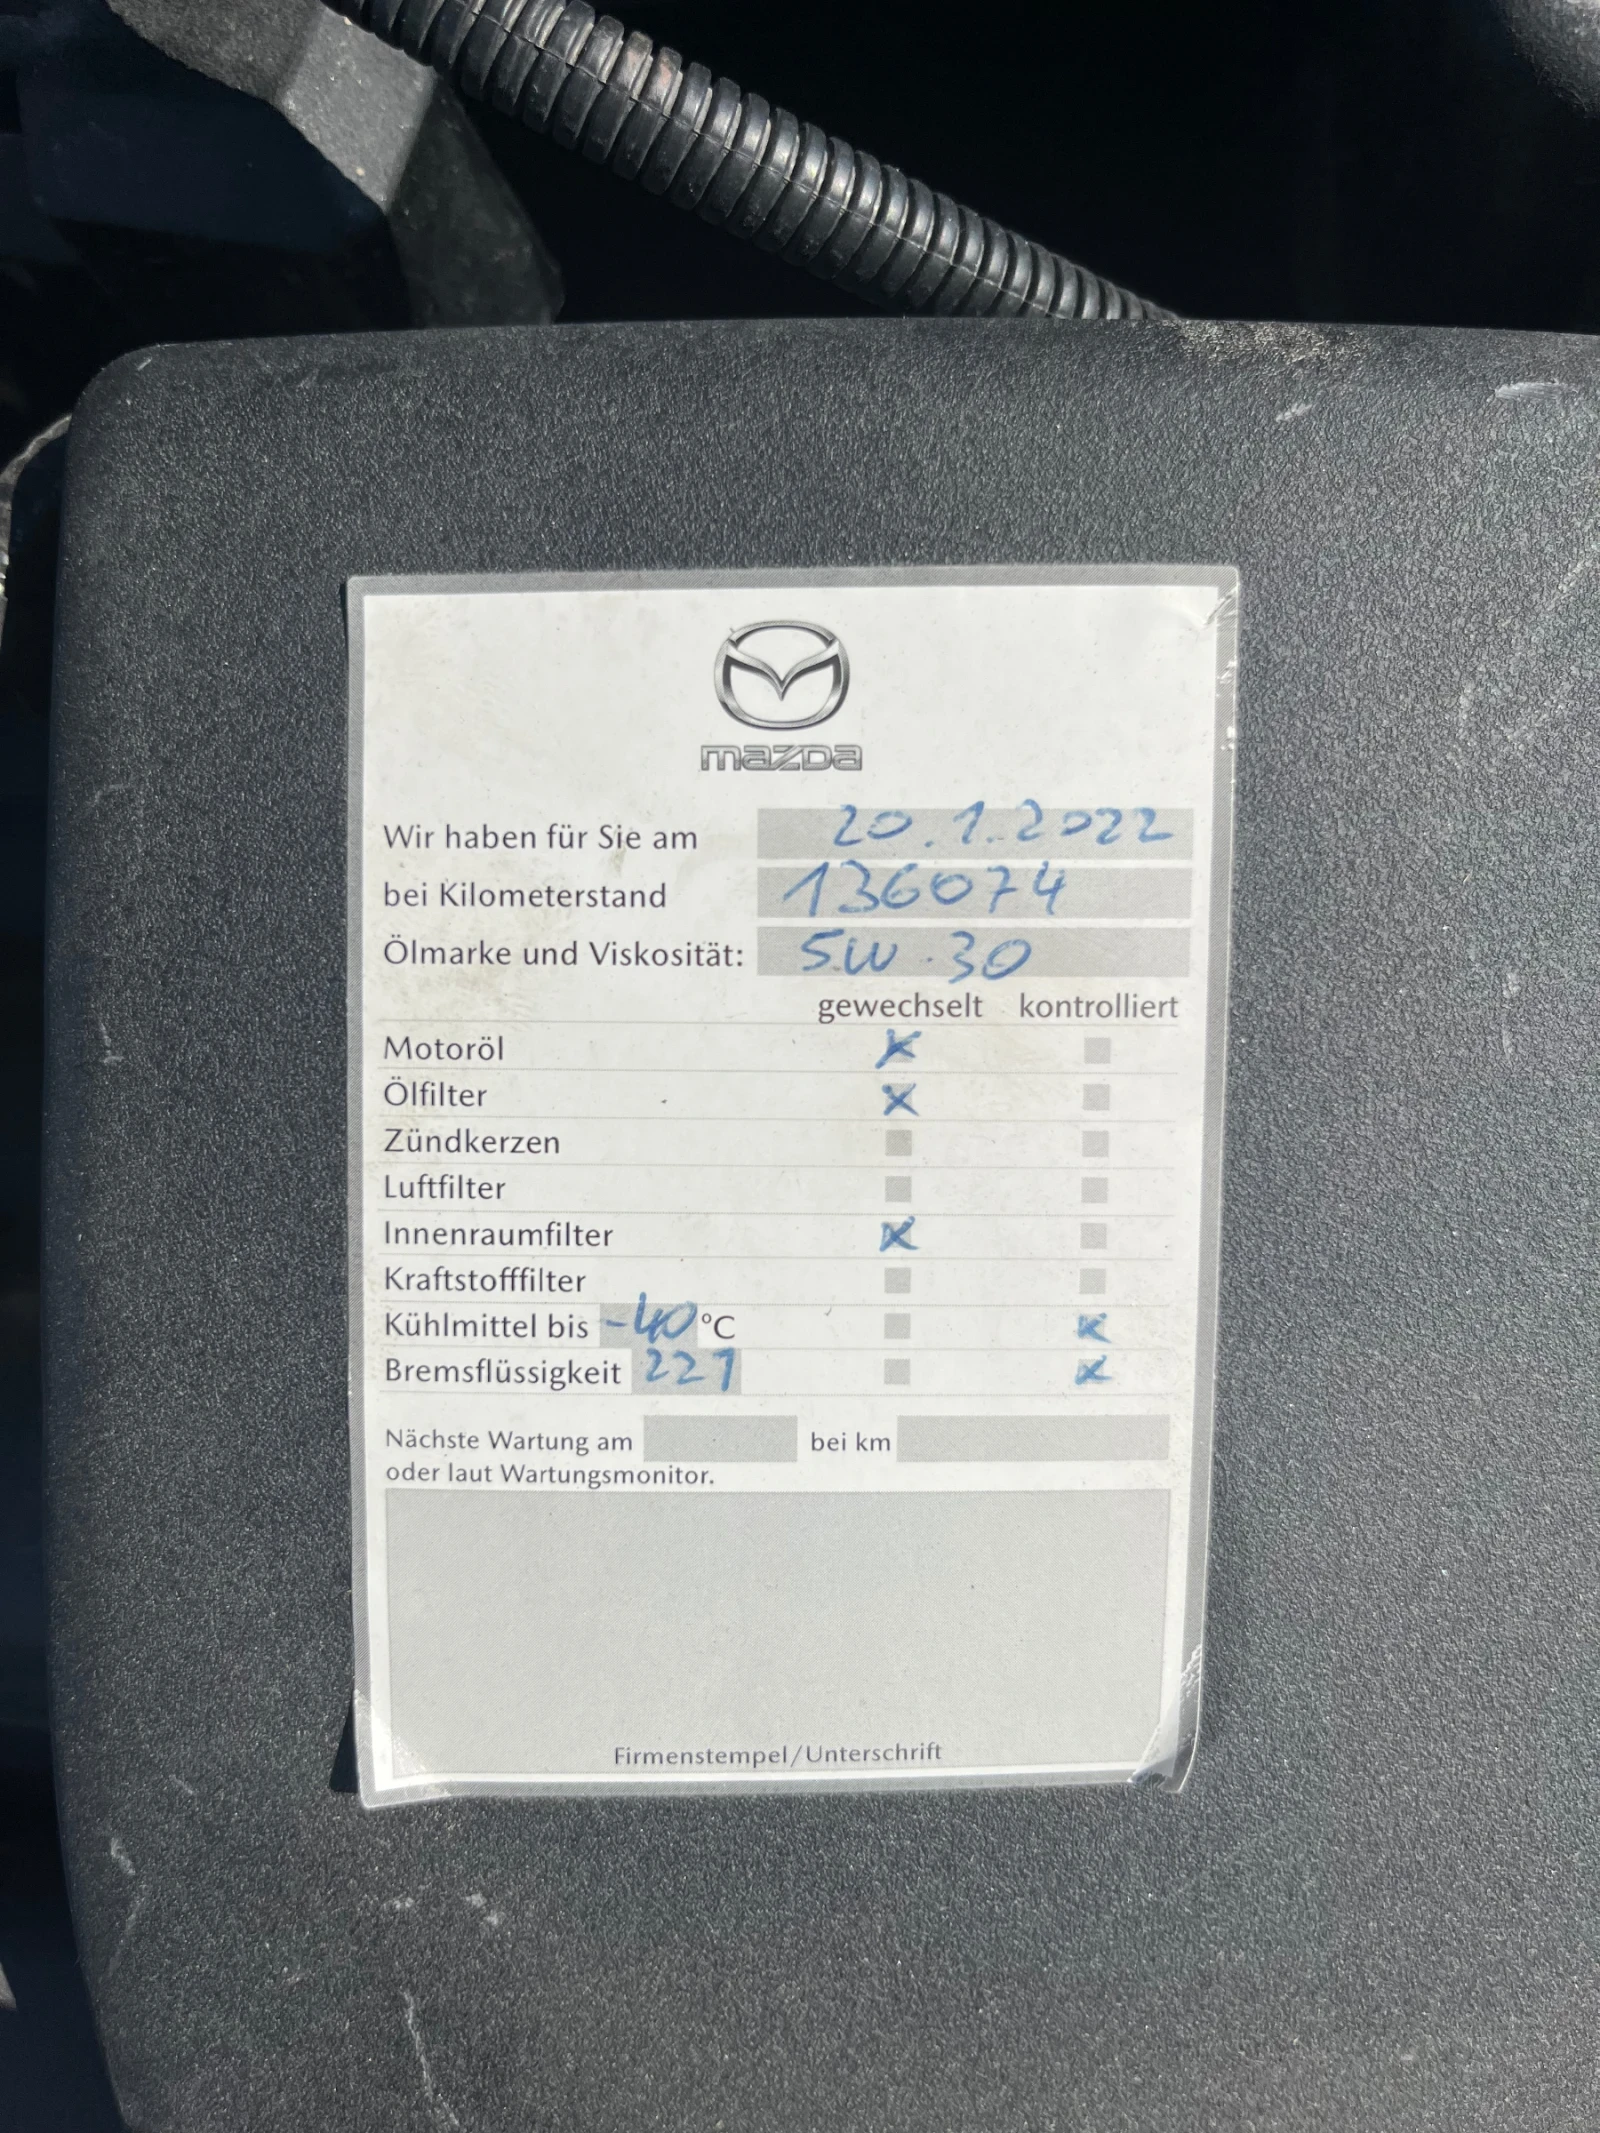 mazda
Wir haben für Sie am 20.1.2022
bei Kilometerstand 136074
Ölmarke und Viskosität: 5W-30
gewechselt kontrolliert
Motoröl x
Ölfilter x
Zündkerzen
Luftfilter
Innenraumfilter x
Kraftstofffilter
Kühlmittel bis -40 °C x
Bremsflüssigkeit 221 x
Nächste Wartung am bei km
oder laut Wartungsmonitor.
Firmenstempel/Unterschrift